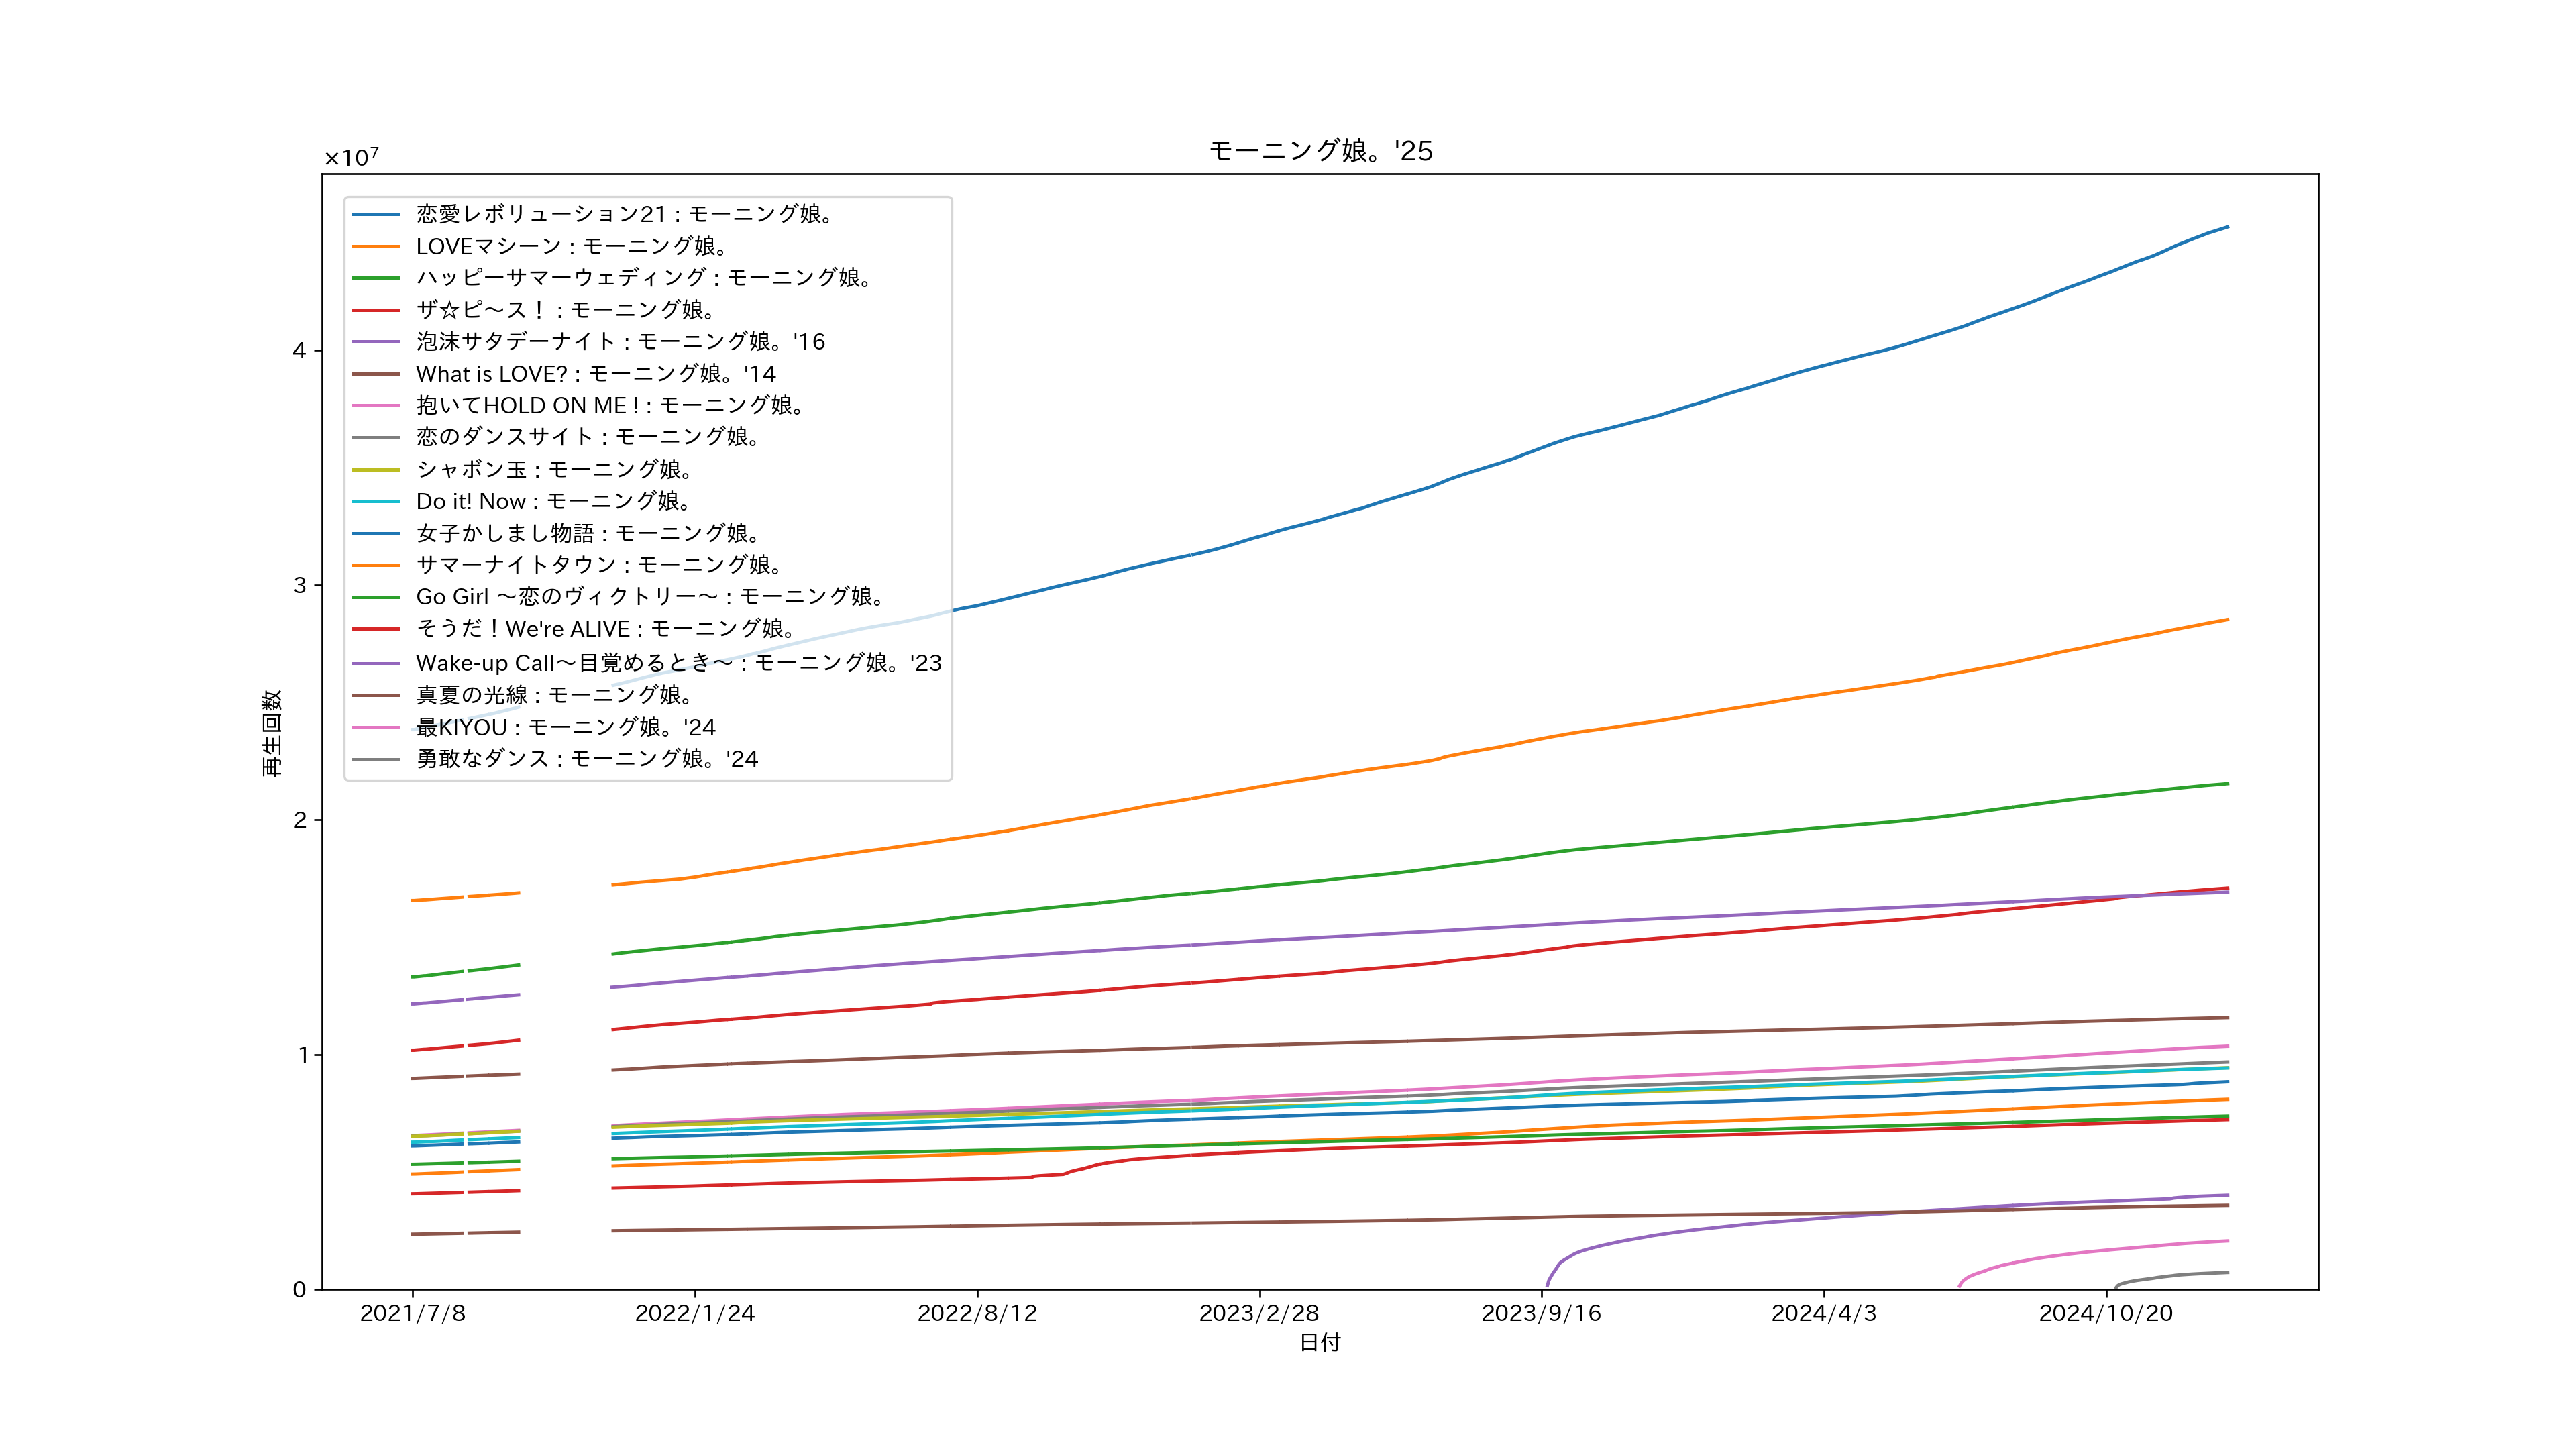 モーニング娘。'25
×10⁷
恋愛レボリューション21 : モーニング娘。
LOVEマシーン : モーニング娘。
ハッピーサマーウェディング : モーニング娘。
ザ☆ピ～ス！ : モーニング娘。
泡沫サタデーナイト : モーニング娘。'16
What is LOVE? : モーニング娘。'14
抱いてHOLD ON ME ! : モーニング娘。
恋のダンスサイト : モーニング娘。
シャボン玉 : モーニング娘。
Do it! Now : モーニング娘。
女子かしまし物語 : モーニング娘。
サマーナイトタウン : モーニング娘。
Go Girl ～恋のヴィクトリー～ : モーニング娘。
そうだ！We're ALIVE : モーニング娘。
Wake-up Call～目覚めるとき～ : モーニング娘。'23
真夏の光線 : モーニング娘。
最KIYOU : モーニング娘。'24
勇敢なダンス : モーニング娘。'24
再生回数
4
3
2
1
0
2021/7/8 2022/1/24 2022/8/12 2023/2/28 2023/9/16 2024/4/3 2024/10/20
日付